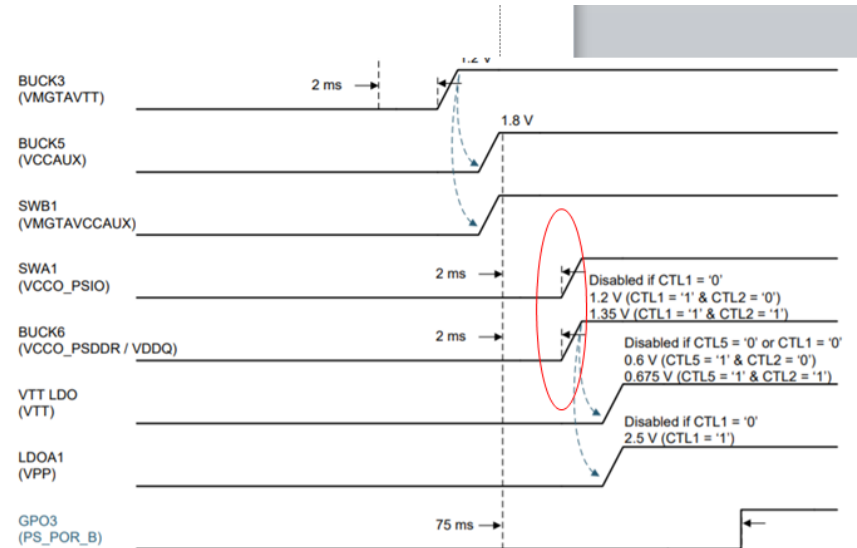 1.2 V
BUCK3
(VMGTAVTT)
2 ms
1.8 V
BUCK5
(VCCAUX)
SWB1
(VMGTAVCCAUX)
SWA1
(VCCO_PSIO)
2 ms
Disabled if CTL1 = ‘0’
1.2 V (CTL1 = ‘1’ & CTL2 = ‘0’)
1.35 V (CTL1 = ‘1’ & CTL2 = ‘1’)
BUCK6
(VCCO_PSDDR / VDDQ)
2 ms
Disabled if CTL5 = ‘0’ or CTL1 = ‘0’
0.6 V (CTL5 = ‘1’ & CTL2 = ‘0’)
0.675 V (CTL5 = ‘1’ & CTL2 = ‘1’)
VTT LDO
(VTT)
Disabled if CTL1 = ‘0’
2.5 V (CTL1 = ‘1’)
LDOA1
(VPP)
GPO3
(PS_POR_B)
75 ms